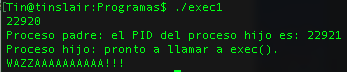 [Tin@tinslair:Programas$ ./exec1
22920
Proceso padre: el PID del proceso hijo es: 22921
Proceso hijo: pronto a llamar a exec().
WAZZAAAAAAAAAA!!!